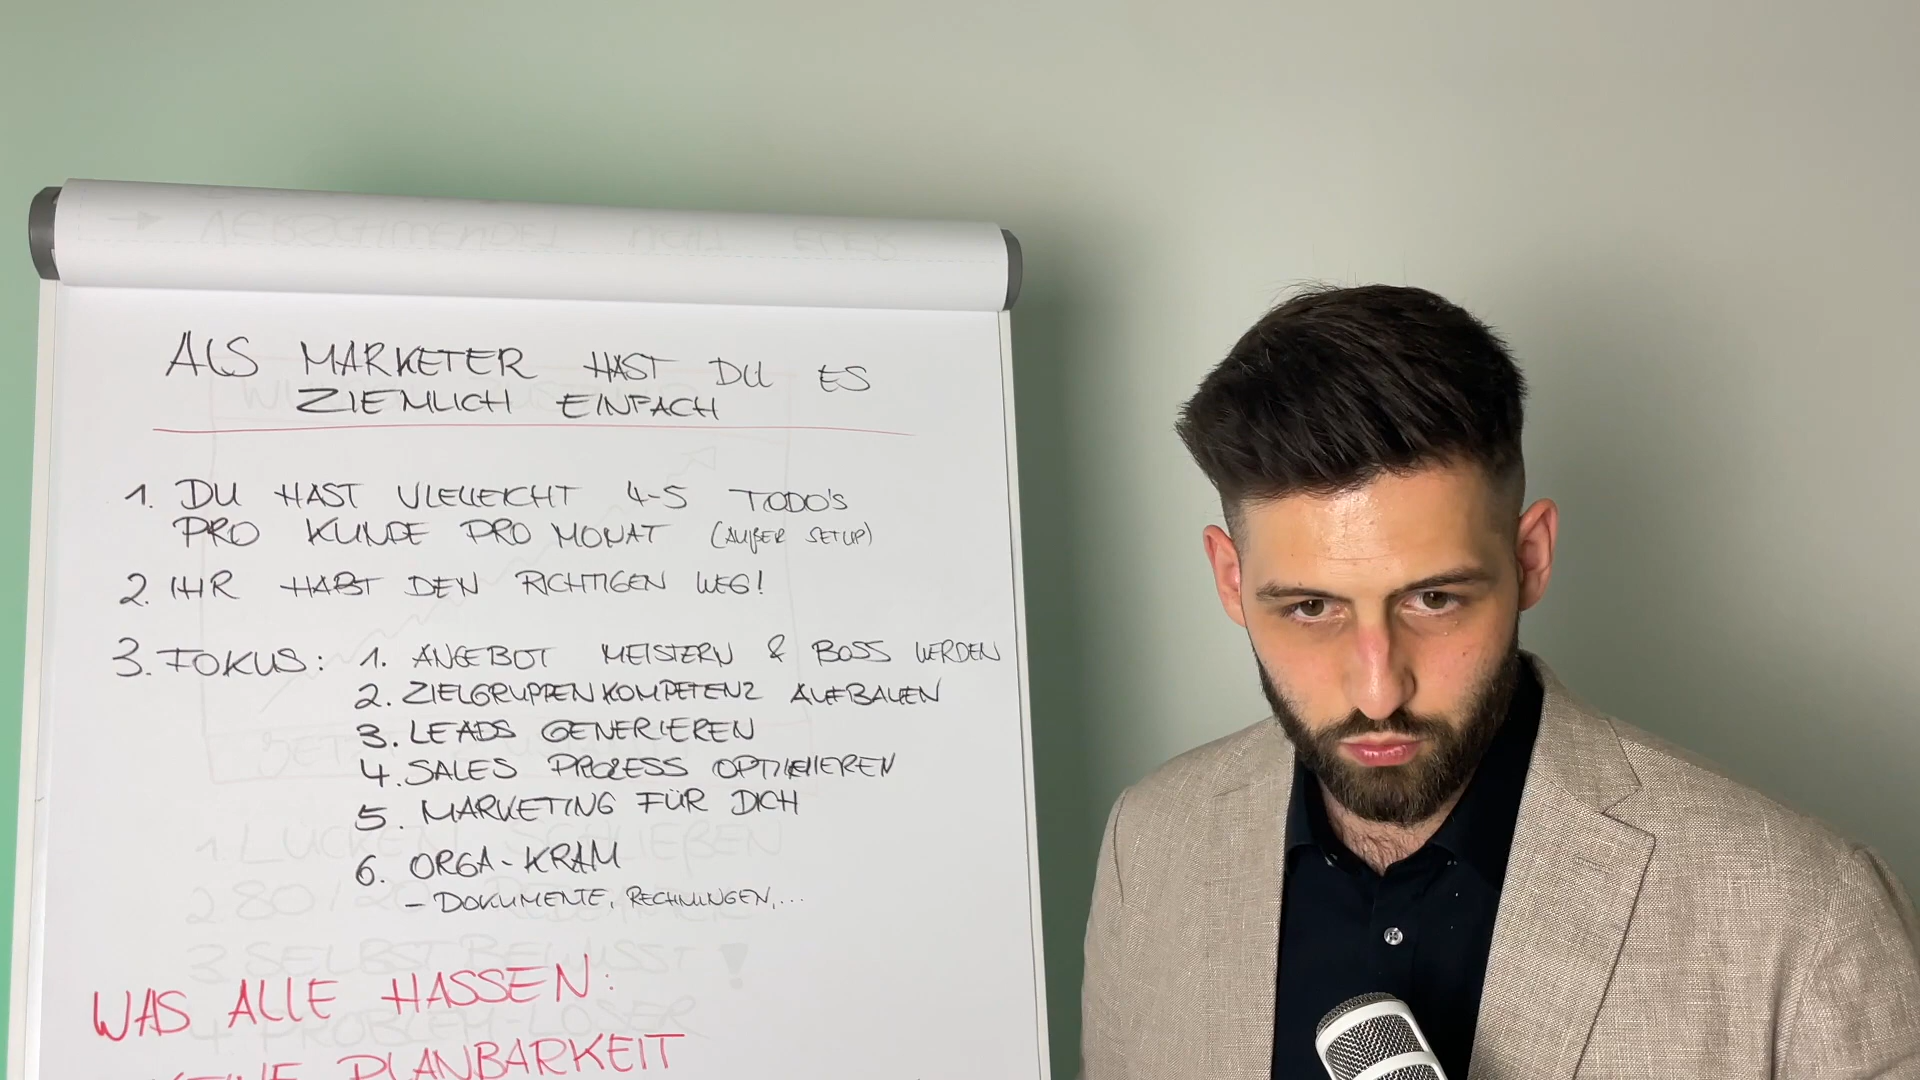 ALS MARKETER HAST DU ES
ZIEMLICH EINFACH
1. DU HAST VIELLEICHT 4-5 TODO'S
PRO KUNDE PRO MONAT (AUßER SETUP)
2. IHR HABT DEN RICHTIGEN WEG!
3. FOKUS: 1. ANGEBOT MEISTERN & BOSS WERDEN
2. ZIELGRUPPENKOMPETENZ AUFBAUEN
3. LEADS GENERIEREN
4. SALES PROZESS OPTIMIEREN
5. MARKETING FÜR DICH
6. ORGA-KRAM
- DOKUMENTE, RECHNUNGEN,...
WAS ALLE HASSEN:
KEINE PLANBARKEIT